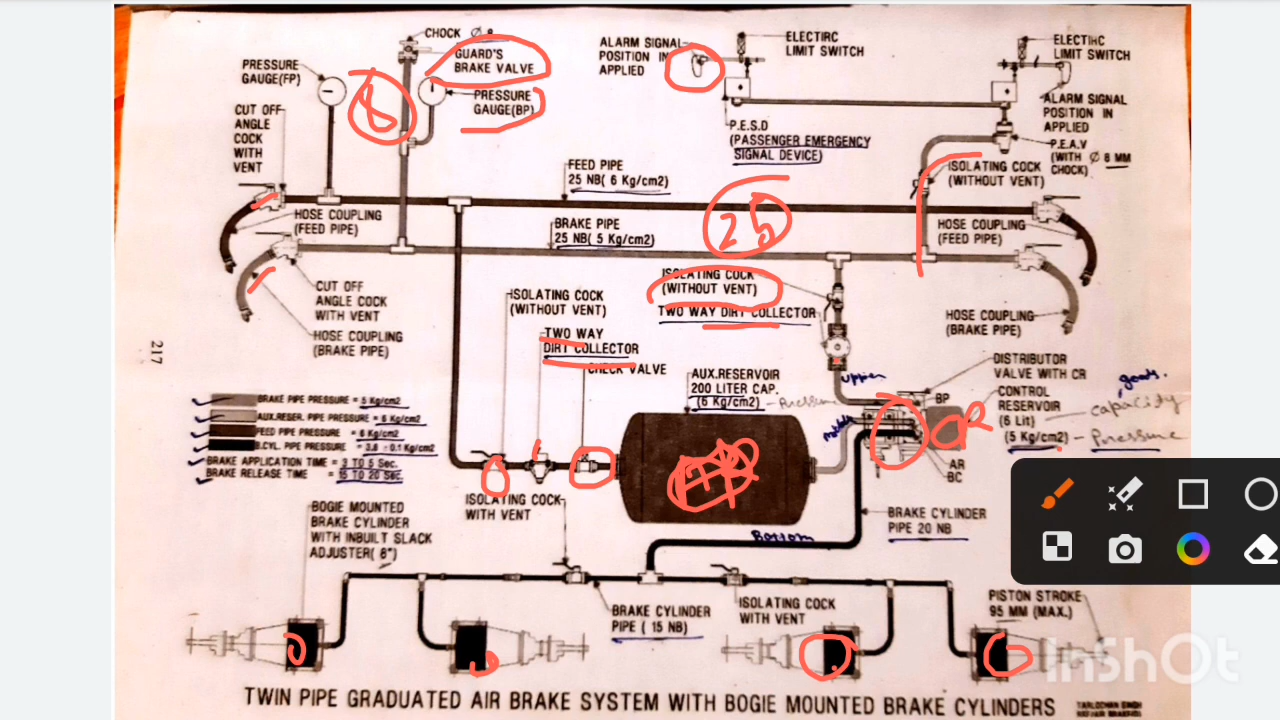 CHOCK Ø 8
GUARD'S
BRAKE VALVE
PRESSURE
GAUGE(FP)
PRESSURE
GAUGE(BP)
8
CUT OFF
ANGLE
COCK
WITH
VENT
ALARM SIGNAL
POSITION IN
APPLIED
ELECTIRC
LIMIT SWITCH
ELECTIRC
LIMIT SWITCH
ALARM SIGNAL
POSITION IN
APPLIED
P.E.S.D
(PASSENGER EMERGENCY
SIGNAL DEVICE)
P.E.A.V
(WITH Ø 8 MM
CHOCK)
ISOLATING COCK
(WITHOUT VENT)
FEED PIPE
25 NB( 6 Kg/cm2)
25
HOSE COUPLING
(FEED PIPE)
BRAKE PIPE
25 NB( 5 Kg/cm2)
HOSE COUPLING
(FEED PIPE)
CUT OFF
ANGLE COCK
WITH VENT
HOSE COUPLING
(BRAKE PIPE)
ISOLATING COCK
(WITHOUT VENT)
TWO WAY
DIRT COLLECTOR
CHECK VALVE
ISOLATING COCK
(WITHOUT VENT)
TWO WAY DIRT COLLECTOR
HOSE COUPLING
(BRAKE PIPE)
217
AUX.RESERVOIR
200 LITER CAP.
(6 Kg/cm2) - Pressure
upper
middle
DISTRIBUTOR
VALVE WITH CR
BP
CONTROL
RESERVOIR
(6 Lit) - capacity
goods.
(5 Kg/cm2) - Pressure
CR
AR
BC
BRAKE PIPE PRESSURE = 5 Kg/cm2
AUX.RESER. PIPE PRESSURE = 6 Kg/cm2
FEED PIPE PRESSURE = 6 Kg/cm2
B.CYL. PIPE PRESSURE = 3.8 ± 0.1 Kg/cm2
BRAKE APPLICATION TIME = 3 TO 5 Sec.
BRAKE RELEASE TIME = 15 TO 20 Sec.
ISOLATING COCK
WITH VENT
BOGIE MOUNTED
BRAKE CYLINDER
WITH INBUILT SLACK
ADJUSTER( 8")
Bottom
BRAKE CYLINDER
PIPE 20 NB
BRAKE CYLINDER
PIPE ( 15 NB)
ISOLATING COCK
WITH VENT
PISTON STROKE
95 MM (MAX.)
InShOt
TWIN PIPE GRADUATED AIR BRAKE SYSTEM WITH BOGIE MOUNTED BRAKE CYLINDERS
TARLOCHAN SINGH